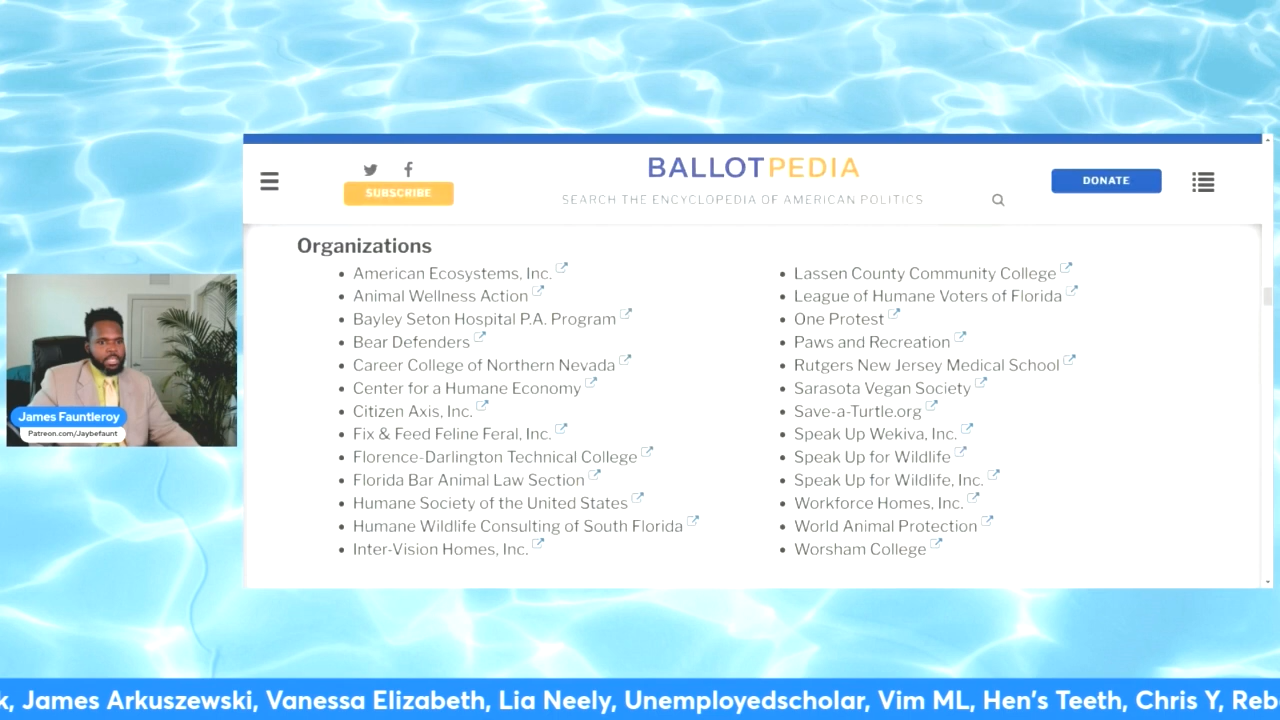 BALLOTPEDIA
SUBSCRIBE
SEARCH THE ENCYCLOPEDIA OF AMERICAN POLITICS
DONATE
Organizations
American Ecosystems, Inc.
Animal Wellness Action
Bayley Seton Hospital P.A. Program
Bear Defenders
Career College of Northern Nevada
Center for a Humane Economy
Citizen Axis, Inc.
Fix & Feed Feline Feral, Inc.
Florence-Darlington Technical College
Florida Bar Animal Law Section
Humane Society of the United States
Humane Wildlife Consulting of South Florida
Inter-Vision Homes, Inc.
Lassen County Community College
League of Humane Voters of Florida
One Protest
Paws and Recreation
Rutgers New Jersey Medical School
Sarasota Vegan Society
Save-a-Turtle.org
Speak Up Wekiva, Inc.
Speak Up for Wildlife
Speak Up for Wildlife, Inc.
Workforce Homes, Inc.
World Animal Protection
Worsham College
James Fauntleroy
Patreon.com/Jaybefaunt
k, James Arkuszewski, Vanessa Elizabeth, Lia Neely, Unemployedscholar, Vim ML, Hen's Teeth, Chris Y, Reb